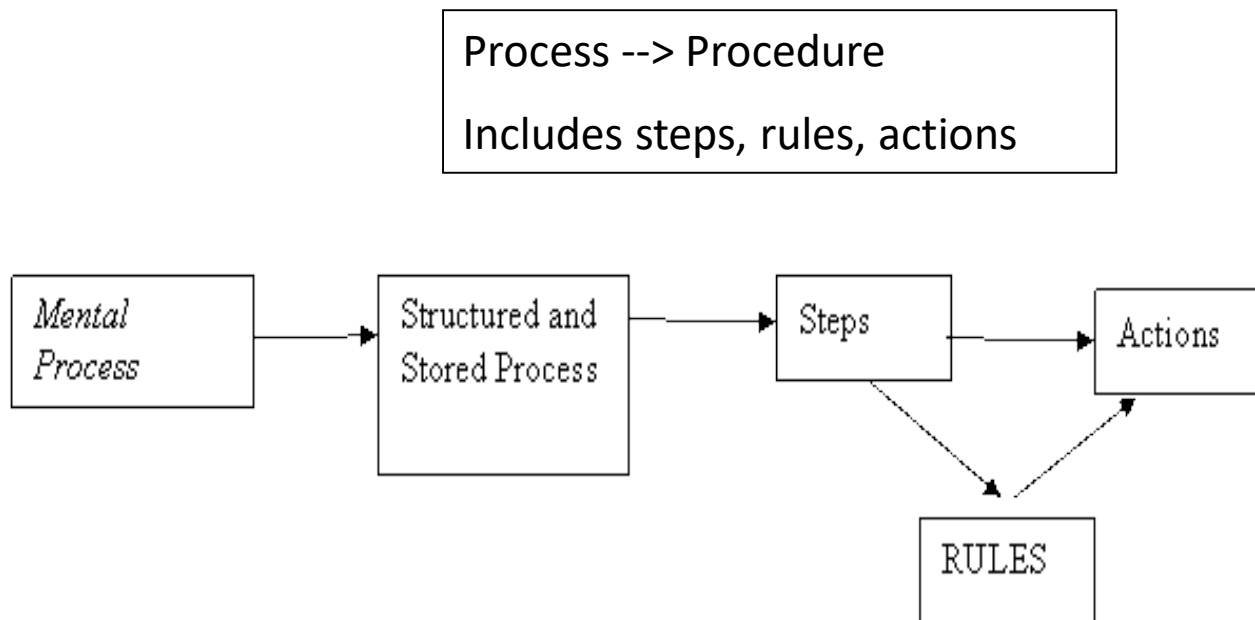 Process --> Procedure
Includes steps, rules, actions
Mental
Process
Structured and
Stored Process
Steps
Actions
RULES